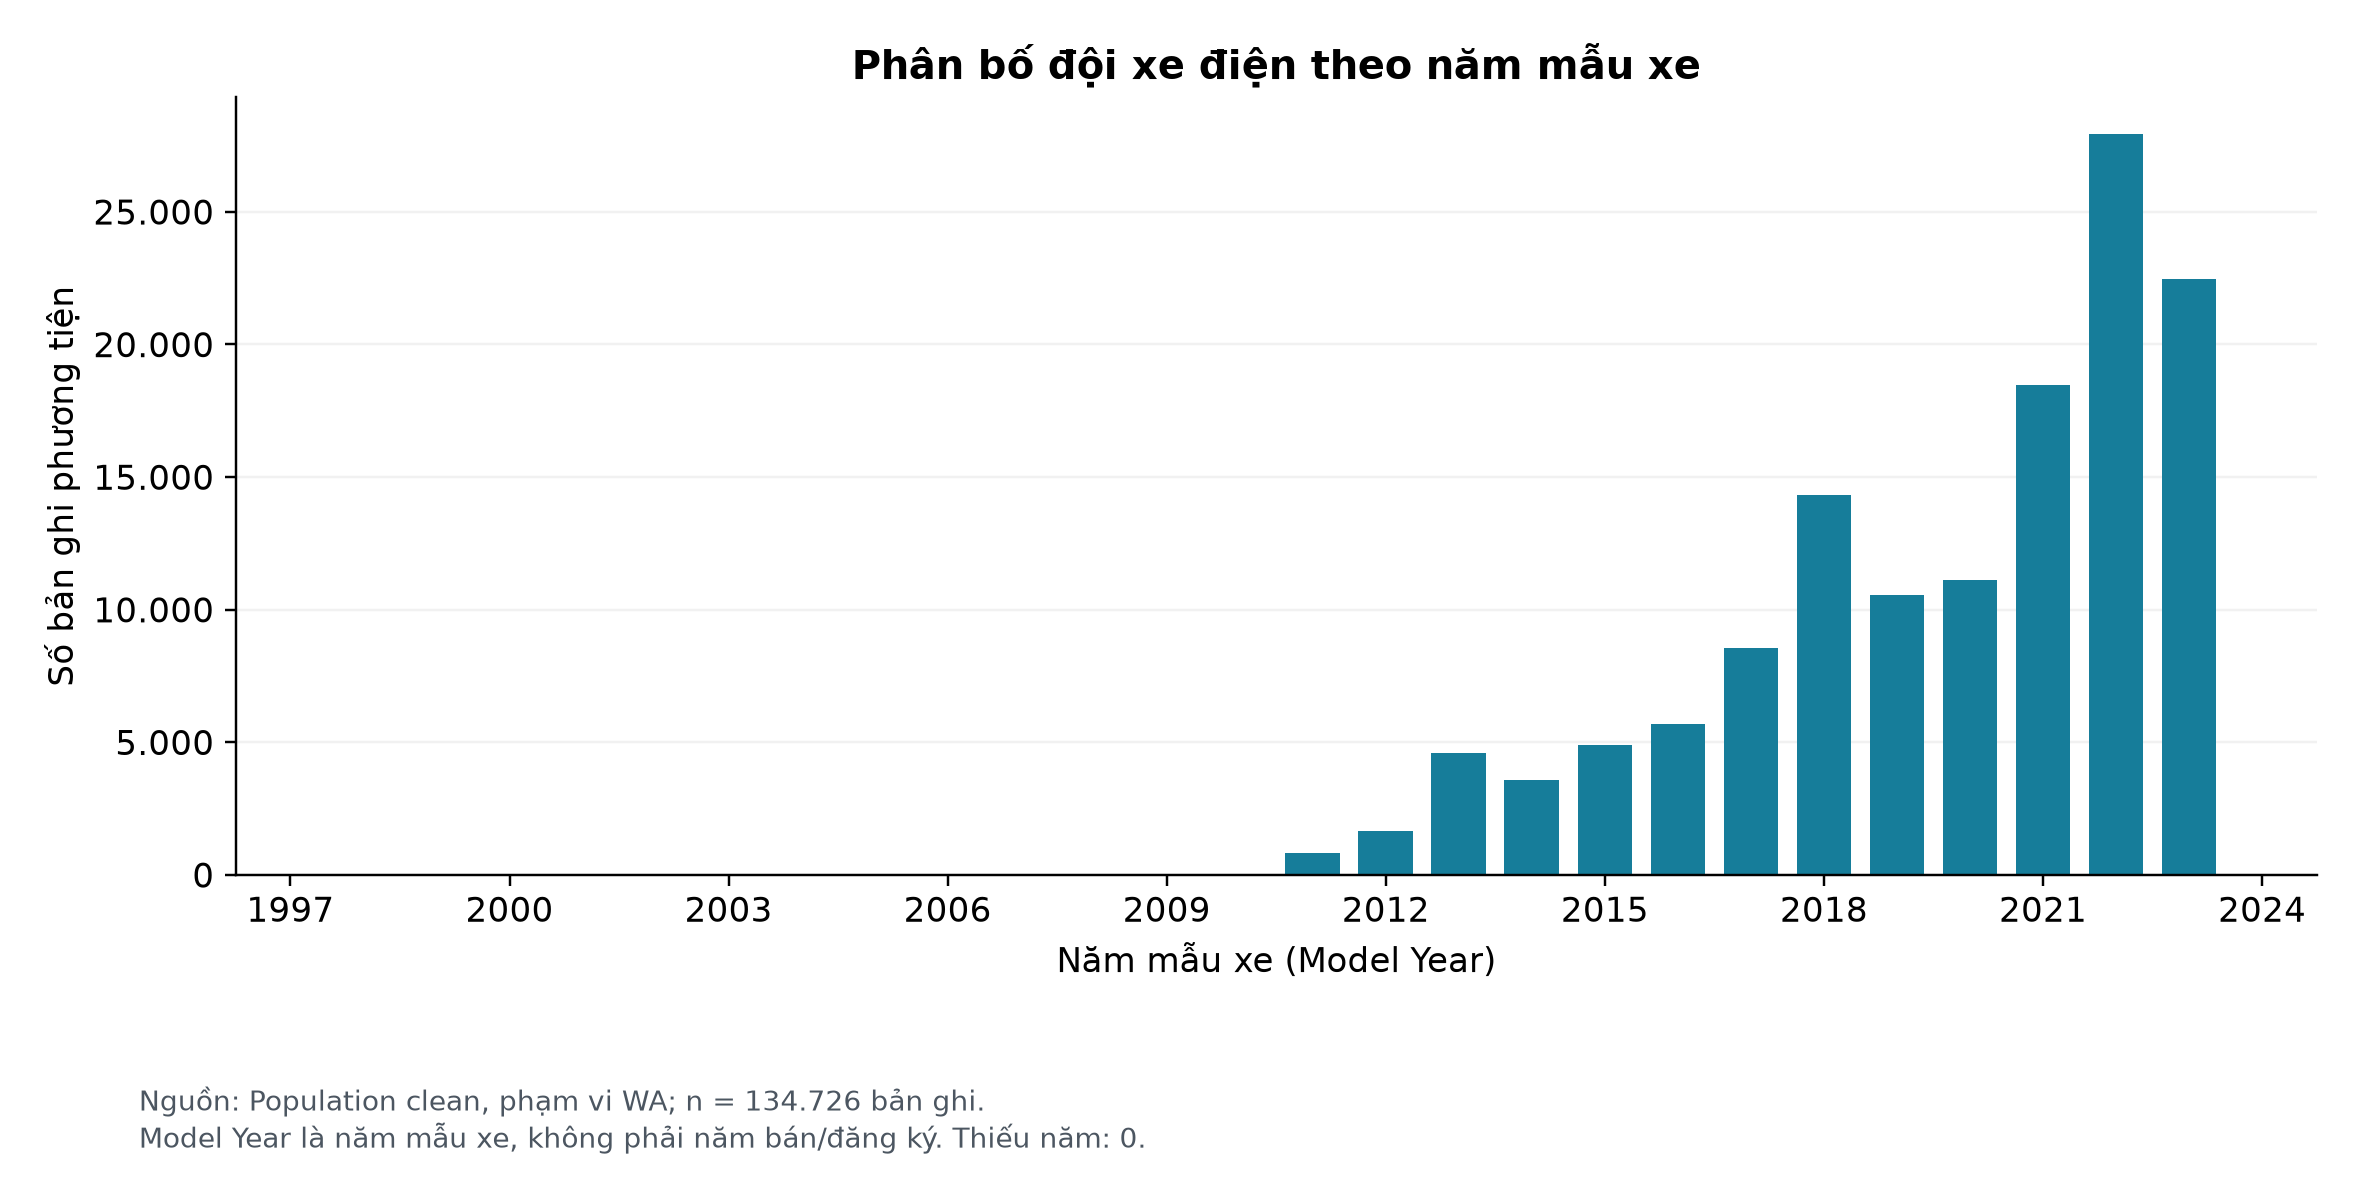 Phân bố đội xe điện theo năm mẫu xe
Số bản ghi phương tiện
25.000
20.000
15.000
10.000
5.000
0
1997 2000 2003 2006 2009 2012 2015 2018 2021 2024
Năm mẫu xe (Model Year)
Nguồn: Population clean, phạm vi WA; n = 134.726 bản ghi.
Model Year là năm mẫu xe, không phải năm bán/đăng ký. Thiếu năm: 0.